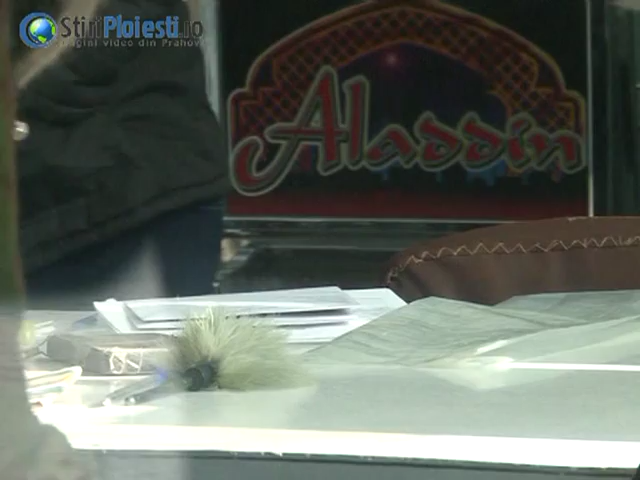 StiriPloiesti.ro
imagini video din Prahova
Aladdin